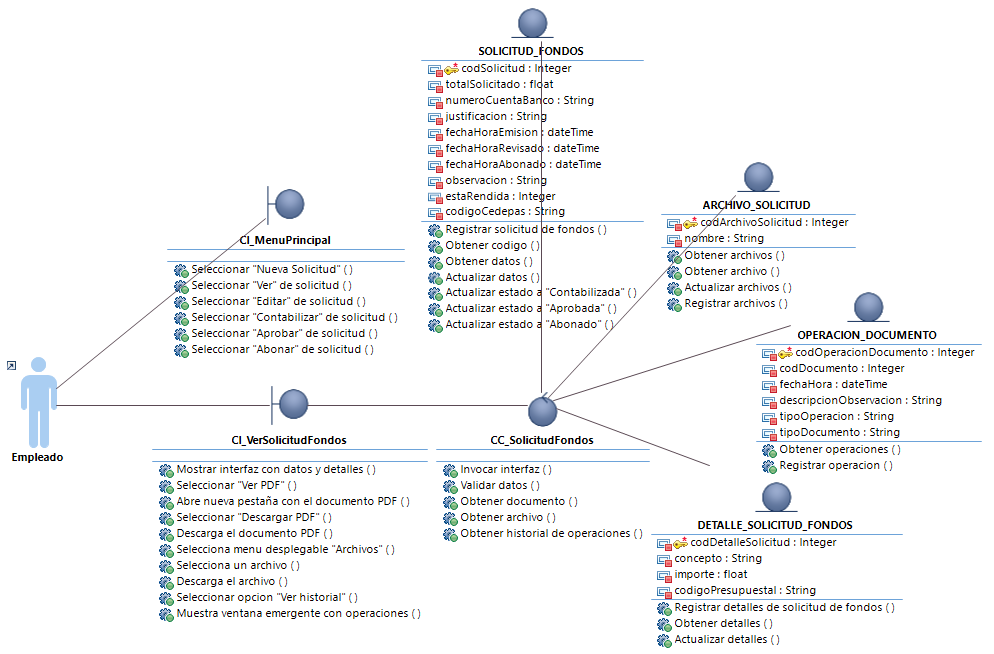 SOLICITUD_FONDOS
codSolicitud : Integer
totalSolicitado : float
numeroCuentaBanco : String
justificacion : String
fechaHoraEmision : dateTime
fechaHoraRevisado : dateTime
fechaHoraAbonado : dateTime
observacion : String
estaRendida : Integer
codigoCedepas : String
Registrar solicitud de fondos ( )
Obtener codigo ( )
Obtener datos ( )
Actualizar datos ( )
Actualizar estado a "Contabilizada" ( )
Actualizar estado a "Aprobada" ( )
Actualizar estado a "Abonado" ( )
ARCHIVO_SOLICITUD
codArchivoSolicitud : Integer
nombre : String
Obtener archivos ( )
Obtener archivo ( )
Actualizar archivos ( )
Registrar archivos ( )
CI_MenuPrincipal
Seleccionar "Nueva Solicitud" ( )
Seleccionar "Ver" de solicitud ( )
Seleccionar "Editar" de solicitud ( )
Seleccionar "Contabilizar" de solicitud ( )
Seleccionar "Aprobar" de solicitud ( )
Seleccionar "Abonar" de solicitud ( )
OPERACION_DOCUMENTO
codOperacionDocumento : Integer
codDocumento : Integer
fechaHora : dateTime
descripcionObservacion : String
tipoOperacion : String
tipoDocumento : String
Obtener operaciones ( )
Registrar operacion ( )
Empleado
CI_VerSolicitudFondos
Mostrar interfaz con datos y detalles ( )
Seleccionar "Ver PDF" ( )
Abre nueva pestaña con el documento PDF ( )
Seleccionar "Descargar PDF" ( )
Descarga el documento PDF ( )
Selecciona menu desplegable "Archivos" ( )
Selecciona un archivo ( )
Descarga el archivo ( )
Seleccionar opcion "Ver historial" ( )
Muestra ventana emergente con operaciones ( )
CC_SolicitudFondos
Invocar interfaz ( )
Validar datos ( )
Obtener documento ( )
Obtener archivo ( )
Obtener historial de operaciones ( )
DETALLE_SOLICITUD_FONDOS
codDetalleSolicitud : Integer
concepto : String
importe : float
codigoPresupuestal : String
Registrar detalles de solicitud de fondos ( )
Obtener detalles ( )
Actualizar detalles ( )